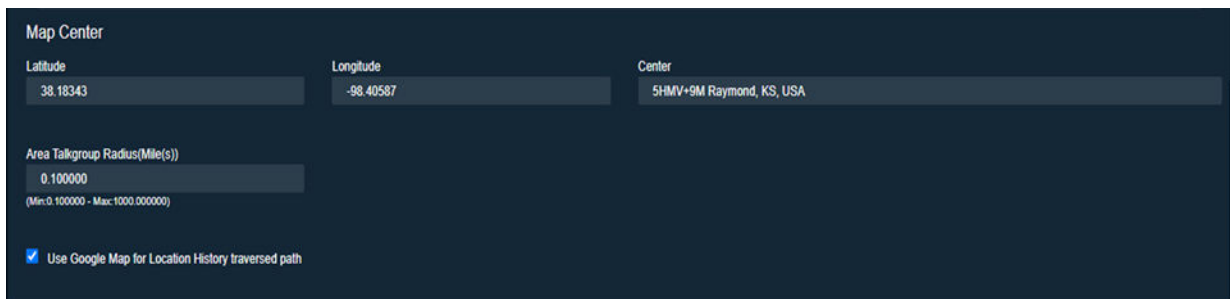 Map Center
Latitude Longitude Center
38.18343 -98.40587 5HMV+9M Raymond, KS, USA
Area Talkgroup Radius(Mile(s))
0.100000
(Min:0.100000 - Max:1000.000000)
Use Google Map for Location History traversed path